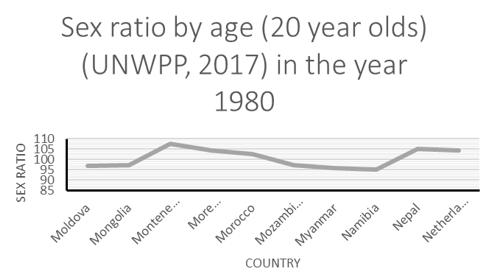 Sex ratio by age (20 year olds)
(UNWPP, 2017) in the year
1980
110
105
100
95
90
85
SEX RATIO
Moldova
Mongolia
Montene...
More...
Morocco
Mozambi...
Myanmar
Namibia
Nepal
Netherla...
COUNTRY